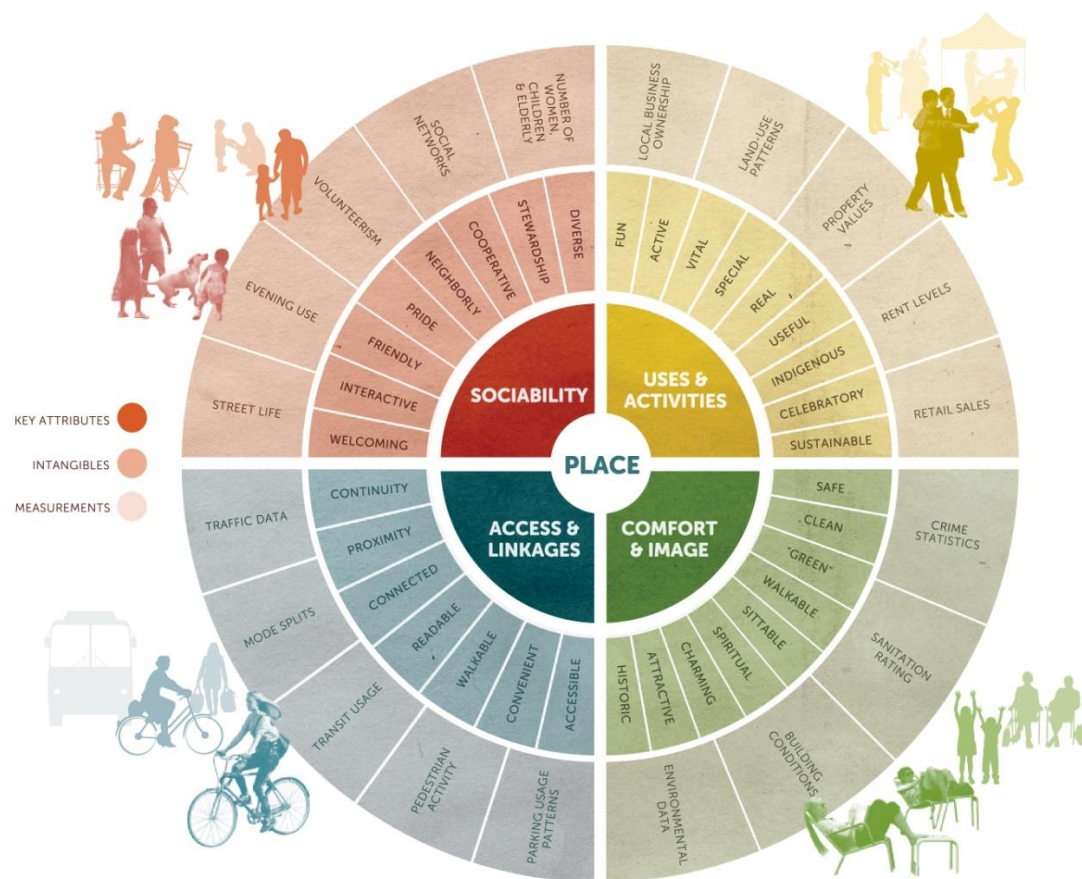 KEY ATTRIBUTES
INTANGIBLES
MEASUREMENTS
PLACE
SOCIABILITY
WELCOMING
INTERACTIVE
FRIENDLY
PRIDE
NEIGHBORLY
COOPERATIVE
STEWARDSHIP
DIVERSE
STREET LIFE
EVENING USE
VOLUNTEERISM
SOCIAL
NETWORKS
NUMBER OF
WOMEN,
CHILDREN
& ELDERLY
USES &
ACTIVITIES
FUN
ACTIVE
VITAL
SPECIAL
REAL
USEFUL
INDIGENOUS
CELEBRATORY
SUSTAINABLE
LOCAL BUSINESS
OWNERSHIP
LAND-USE
PATTERNS
PROPERTY
VALUES
RENT LEVELS
RETAIL SALES
COMFORT
& IMAGE
SAFE
CLEAN
"GREEN"
WALKABLE
SITTABLE
SPIRITUAL
CHARMING
ATTRACTIVE
HISTORIC
CRIME
STATISTICS
SANITATION
RATING
BUILDING
CONDITIONS
ENVIRONMENTAL
DATA
ACCESS &
LINKAGES
CONTINUITY
PROXIMITY
CONNECTED
READABLE
WALKABLE
CONVENIENT
ACCESSIBLE
TRAFFIC DATA
MODE SPLITS
TRANSIT USAGE
PEDESTRIAN
ACTIVITY
PARKING USAGE
PATTERNS